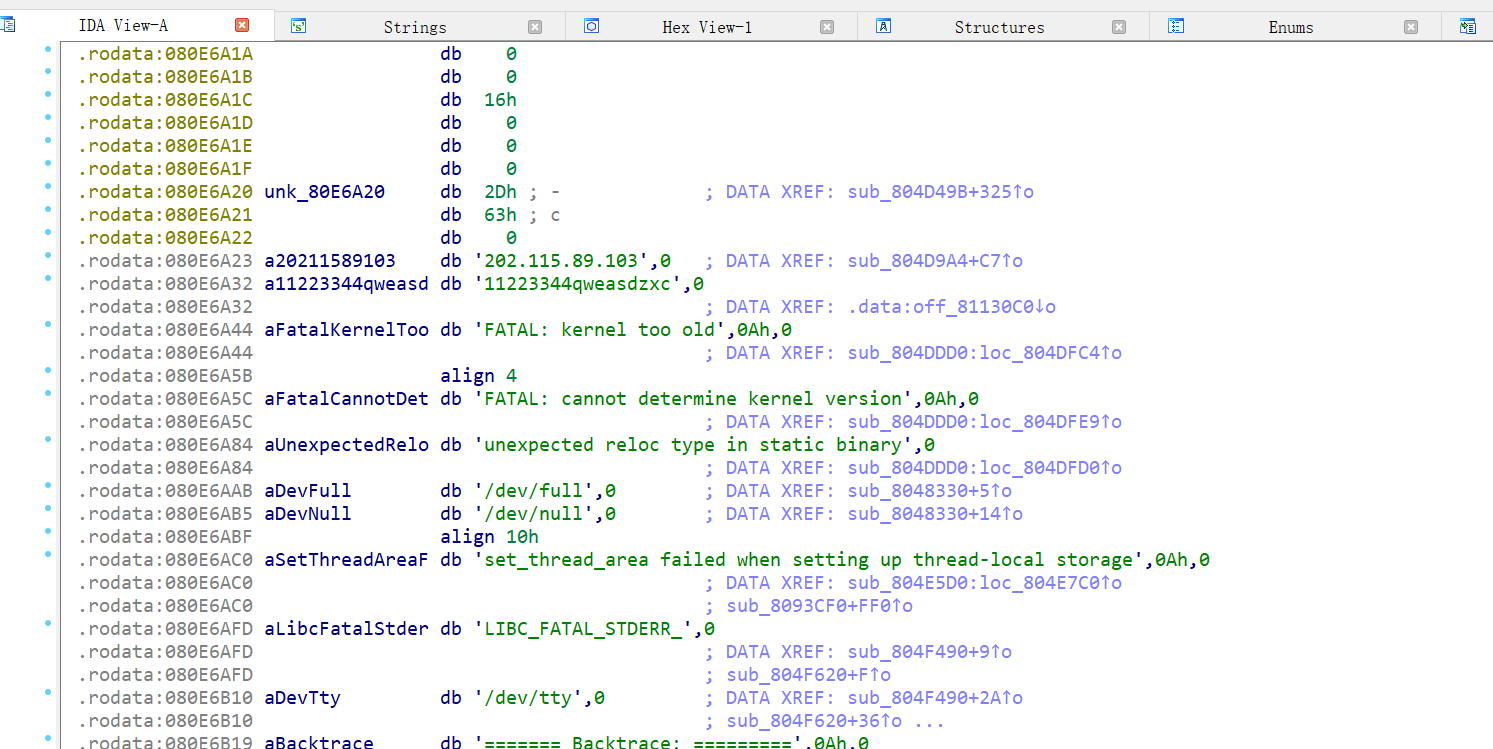 IDA View-A Strings Hex View-1 Structures Enums
.rodata:080E6A1A db 0
.rodata:080E6A1B db 0
.rodata:080E6A1C db 16h
.rodata:080E6A1D db 0
.rodata:080E6A1E db 0
.rodata:080E6A1F db 0
.rodata:080E6A20 unk_80E6A20 db 2Dh ; - ; DATA XREF: sub_804D49B+325↑o
.rodata:080E6A21 db 63h ; c
.rodata:080E6A22 db 0
.rodata:080E6A23 a20211589103 db '202.115.89.103',0 ; DATA XREF: sub_804D9A4+C7↑o
.rodata:080E6A32 a11223344qweasd db '11223344qweasdzxc',0
.rodata:080E6A32 ; DATA XREF: .data:off_81130C0↓o
.rodata:080E6A44 aFatalKernelToo db 'FATAL: kernel too old',0Ah,0
.rodata:080E6A44 ; DATA XREF: sub_804DDD0:loc_804DFC4↑o
.rodata:080E6A5B align 4
.rodata:080E6A5C aFatalCannotDet db 'FATAL: cannot determine kernel version',0Ah,0
.rodata:080E6A5C ; DATA XREF: sub_804DDD0:loc_804DFE9↑o
.rodata:080E6A84 aUnexpectedRelo db 'unexpected reloc type in static binary',0
.rodata:080E6A84 ; DATA XREF: sub_804DDD0:loc_804DFD0↑o
.rodata:080E6AAB aDevFull db '/dev/full',0 ; DATA XREF: sub_8048330+5↑o
.rodata:080E6AB5 aDevNull db '/dev/null',0 ; DATA XREF: sub_8048330+14↑o
.rodata:080E6ABF align 10h
.rodata:080E6AC0 aSetThreadAreaF db 'set_thread_area failed when setting up thread-local storage',0Ah,0
.rodata:080E6AC0 ; DATA XREF: sub_804E5D0:loc_804E7C0↑o
.rodata:080E6AC0 ; sub_8093CF0+FF0↑o
.rodata:080E6AFD aLibcFatalStder db 'LIBC_FATAL_STDERR_',0
.rodata:080E6AFD ; DATA XREF: sub_804F490+9↑o
.rodata:080E6AFD ; sub_804F620+F↑o
.rodata:080E6B10 aDevTty db '/dev/tty',0 ; DATA XREF: sub_804F490+2A↑o
.rodata:080E6B10 ; sub_804F620+36↑o ...
.rodata:080E6B19 aBacktrace db '======= Backtrace: =========',0Ah,0